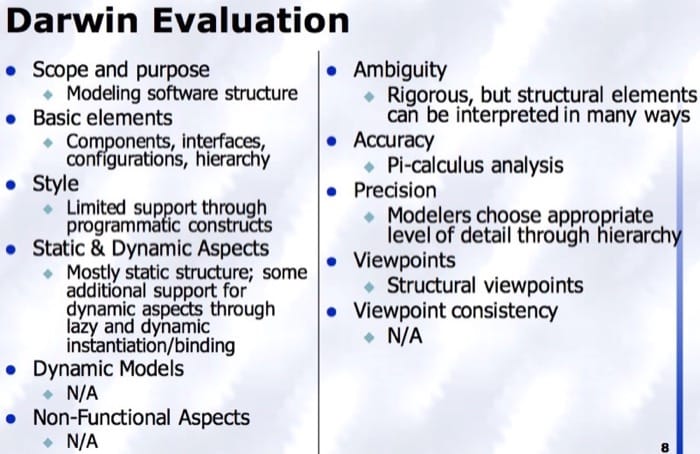 Darwin Evaluation
Scope and purpose
Modeling software structure
Basic elements
Components, interfaces,
configurations, hierarchy
Style
Limited support through
programmatic constructs
Static & Dynamic Aspects
Mostly static structure; some
additional support for
dynamic aspects through
lazy and dynamic
instantiation/binding
Dynamic Models
N/A
Non-Functional Aspects
N/A
Ambiguity
Rigorous, but structural elements
can be interpreted in many ways
Accuracy
Pi-calculus analysis
Precision
Modelers choose appropriate
level of detail through hierarchy
Viewpoints
Structural viewpoints
Viewpoint consistency
N/A
8